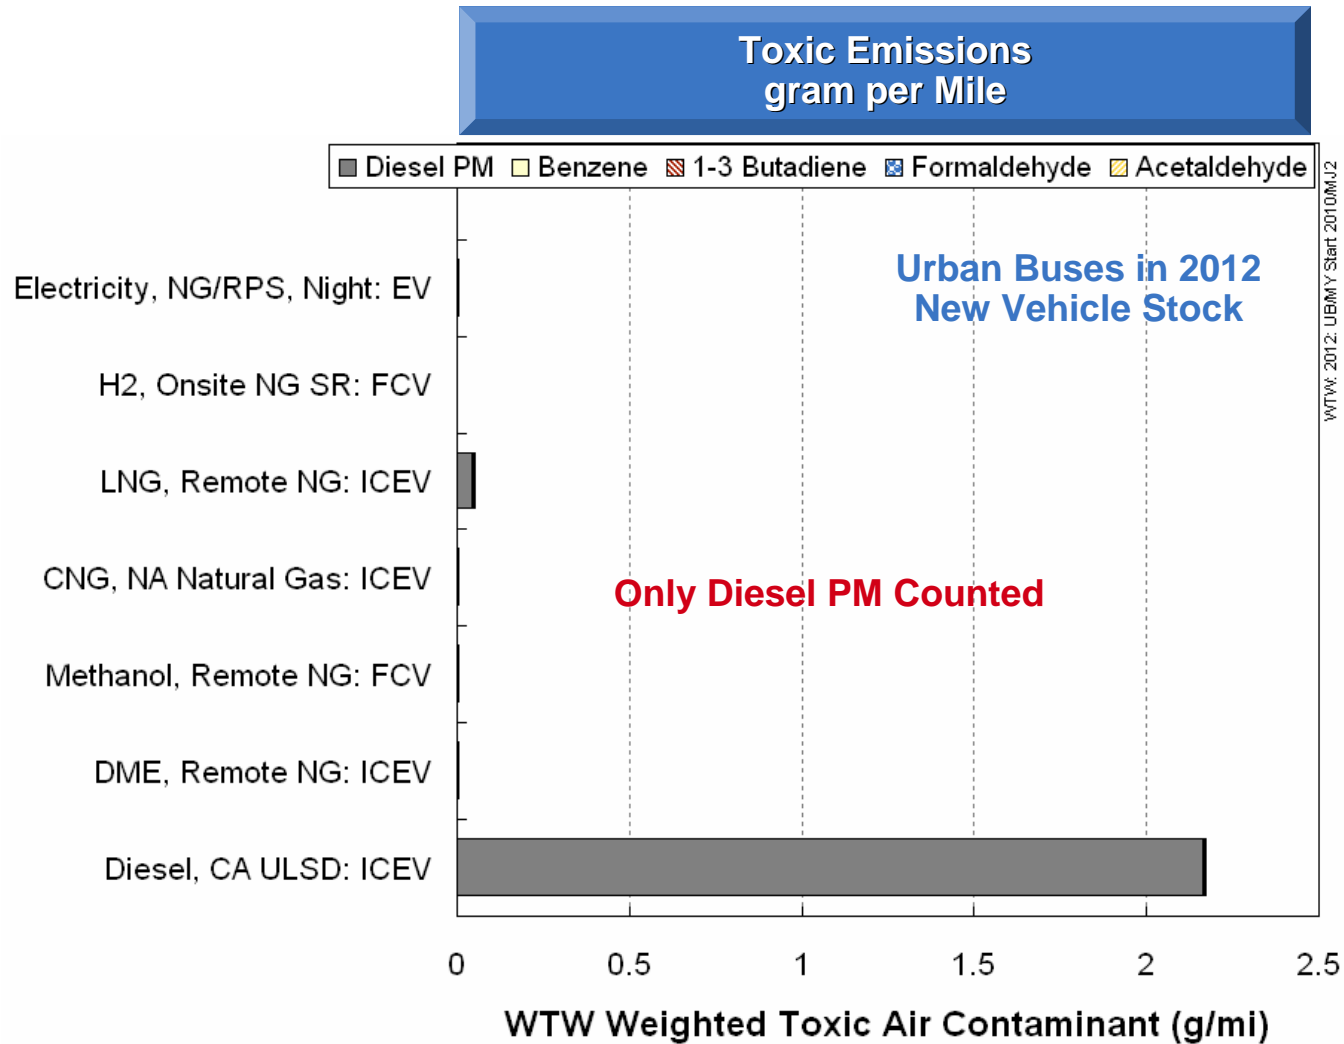 Toxic Emissions
gram per Mile
Diesel PM Benzene 1-3 Butadiene Formaldehyde Acetaldehyde
WTW: 2012: UB/MY Start 2010/MJ2
Urban Buses in 2012
New Vehicle Stock
Electricity, NG/RPS, Night: EV
H2, Onsite NG SR: FCV
LNG, Remote NG: ICEV
CNG, NA Natural Gas: ICEV
Only Diesel PM Counted
Methanol, Remote NG: FCV
DME, Remote NG: ICEV
Diesel, CA ULSD: ICEV
0 0.5 1 1.5 2 2.5
WTW Weighted Toxic Air Contaminant (g/mi)